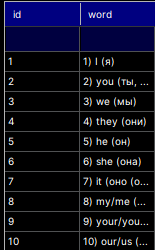 id word
1 1) I (я)
2 2) you (ты, ...
3 3) we (мы)
4 4) they (они)
5 5) he (он)
6 6) she (она)
7 7) it (оно (о...
8 8) my/me (...
9 9) your/you...
10 10) our/us (...